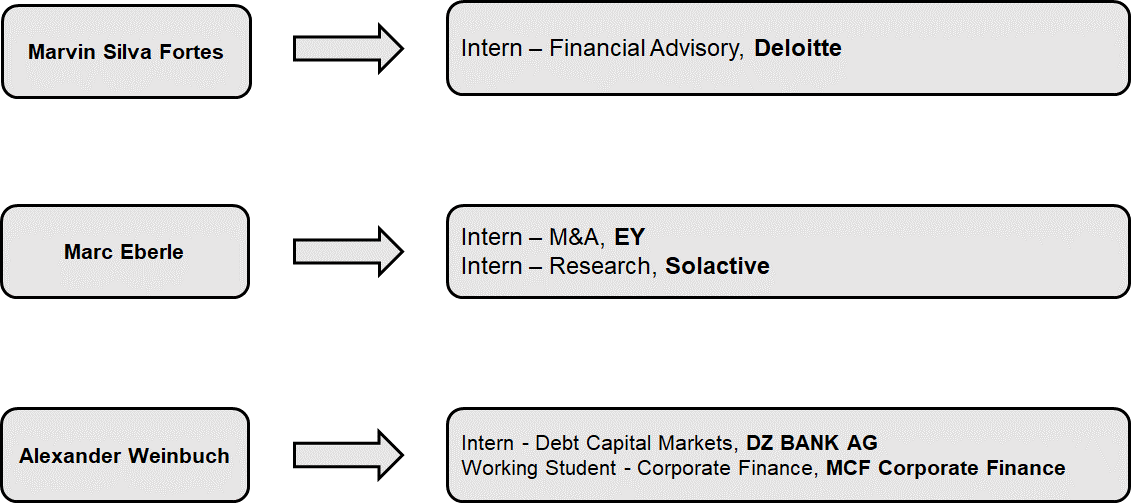 Marvin Silva Fortes
Intern – Financial Advisory, Deloitte
Marc Eberle
Intern – M&A, EY
Intern – Research, Solactive
Alexander Weinbuch
Intern - Debt Capital Markets, DZ BANK AG
Working Student - Corporate Finance, MCF Corporate Finance